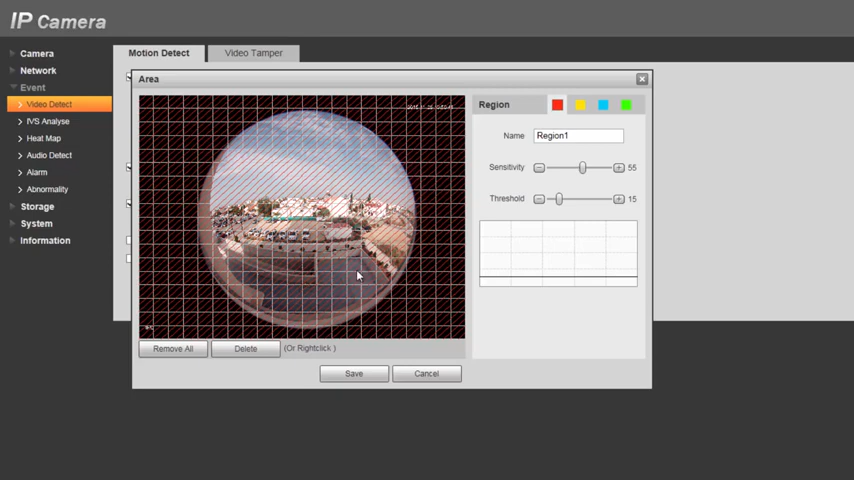 IP Camera
Camera
Network
Event
Video Detect
IVS Analyse
Heat Map
Audio Detect
Alarm
Abnormality
Storage
System
Information
Motion Detect
Video Tamper
Area
Remove All
Delete
(Or Rightclick )
Save
Cancel
Region
Name
Region1
Sensitivity
55
Threshold
15